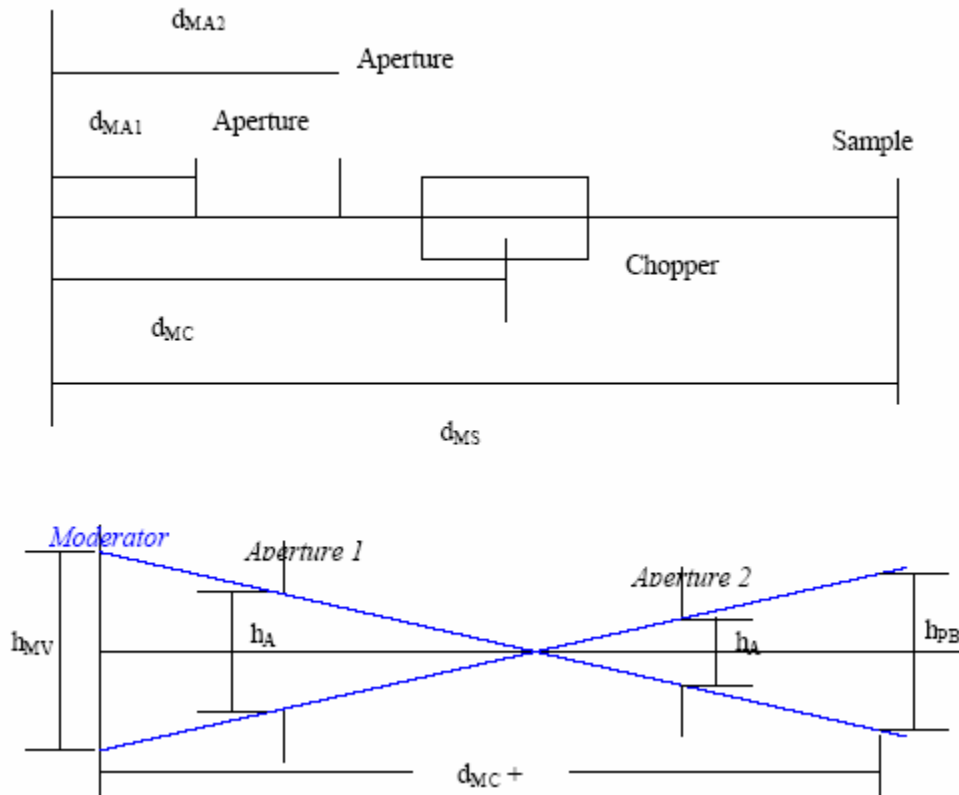 dMA2
Aperture
dMA1 Aperture
Sample
Chopper
dMC
dMS
Moderator
Aperture 1
Aperture 2
hMV
hA
hA
hPB
dMC +